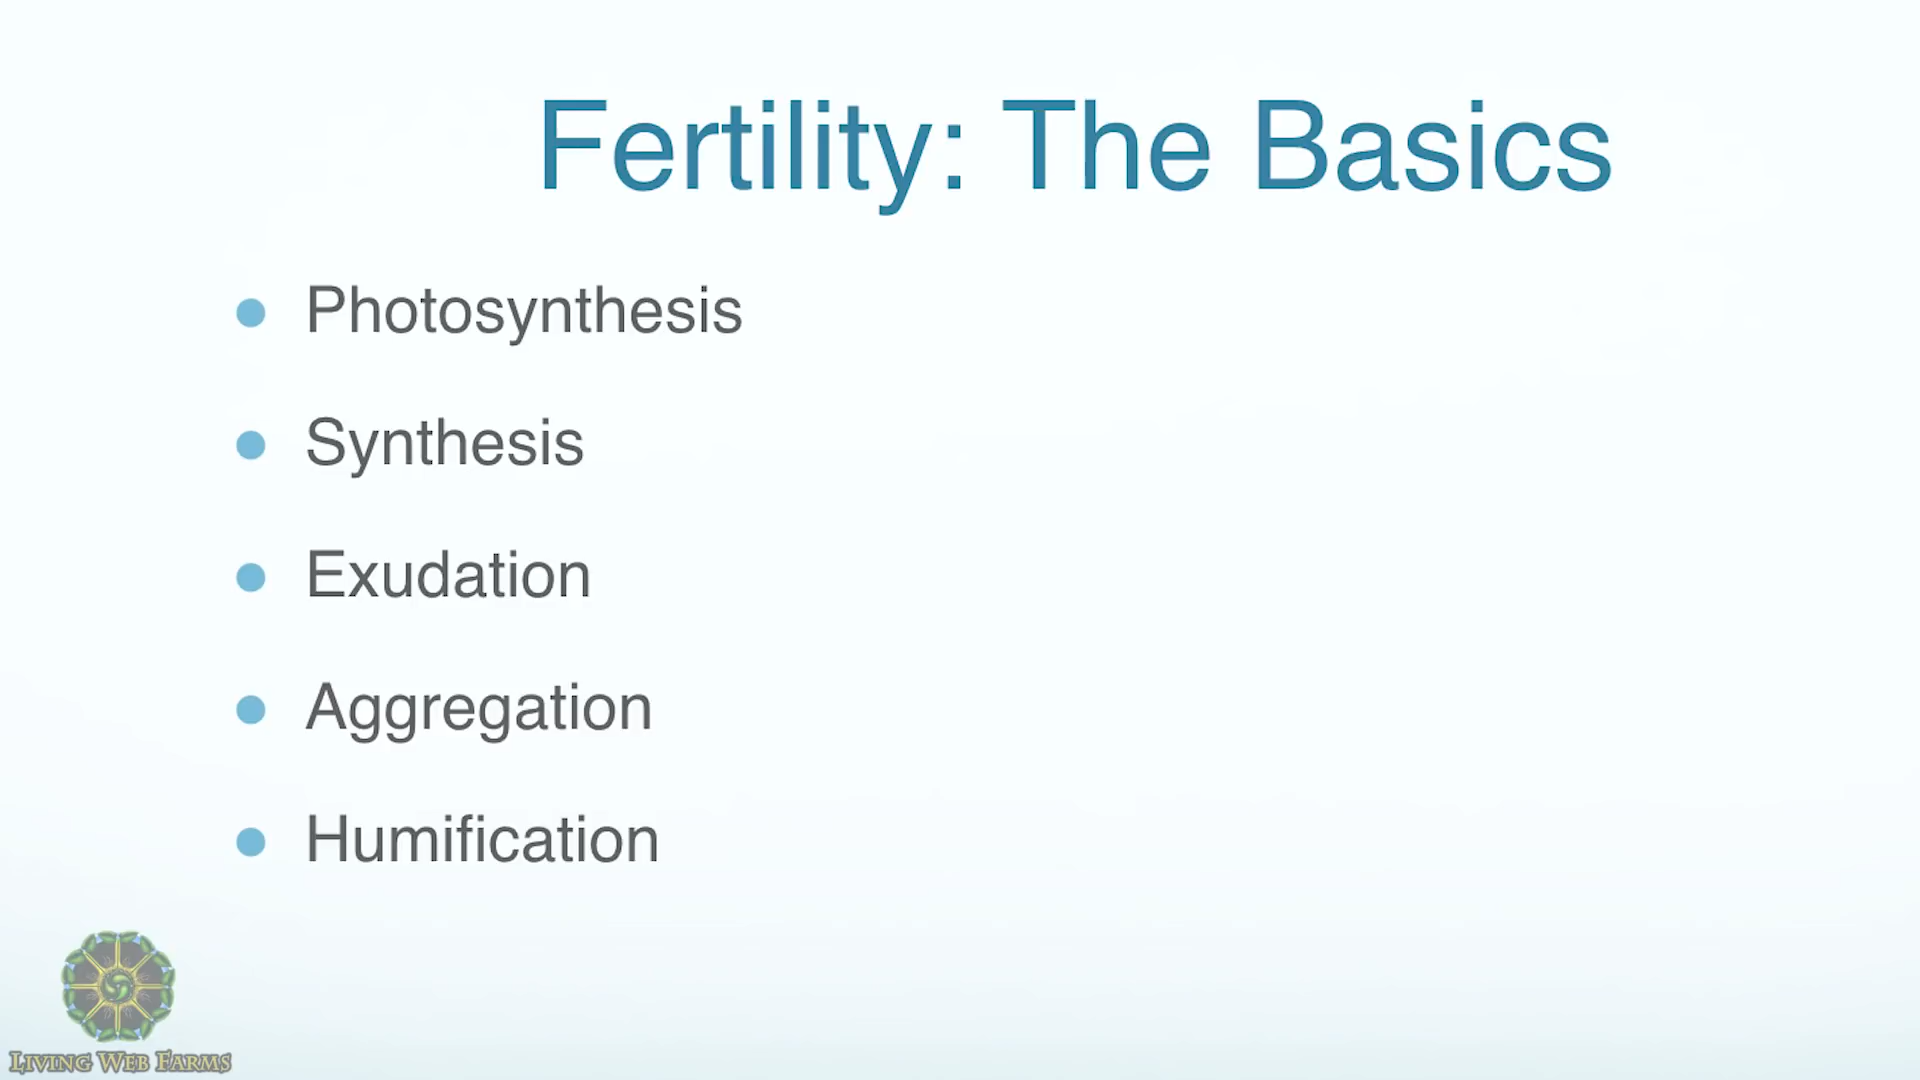 Fertility: The Basics
Photosynthesis
Synthesis
Exudation
Aggregation
Humification
LIVING WEB FARMS